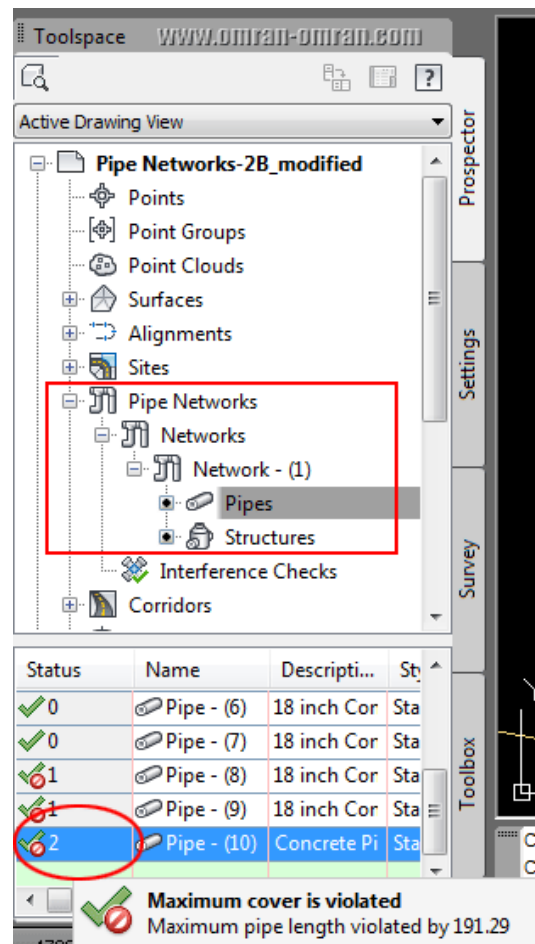 Toolspace www.omran-omran.com
?
Active Drawing View
Prospector
Pipe Networks-2B_modified
Points
Point Groups
Point Clouds
Surfaces
Alignments
Settings
Sites
Pipe Networks
Networks
Network - (1)
Pipes
Structures
Interference Checks
Survey
Corridors
Status Name Descripti... Sty
0 Pipe - (6) 18 inch Cor Sta
0 Pipe - (7) 18 inch Cor Sta
Toolbox
1 Pipe - (8) 18 inch Cor Sta
1 Pipe - (9) 18 inch Cor Sta
2 Pipe - (10) Concrete Pi Sta
Maximum cover is violated
Maximum pipe length violated by 191.29